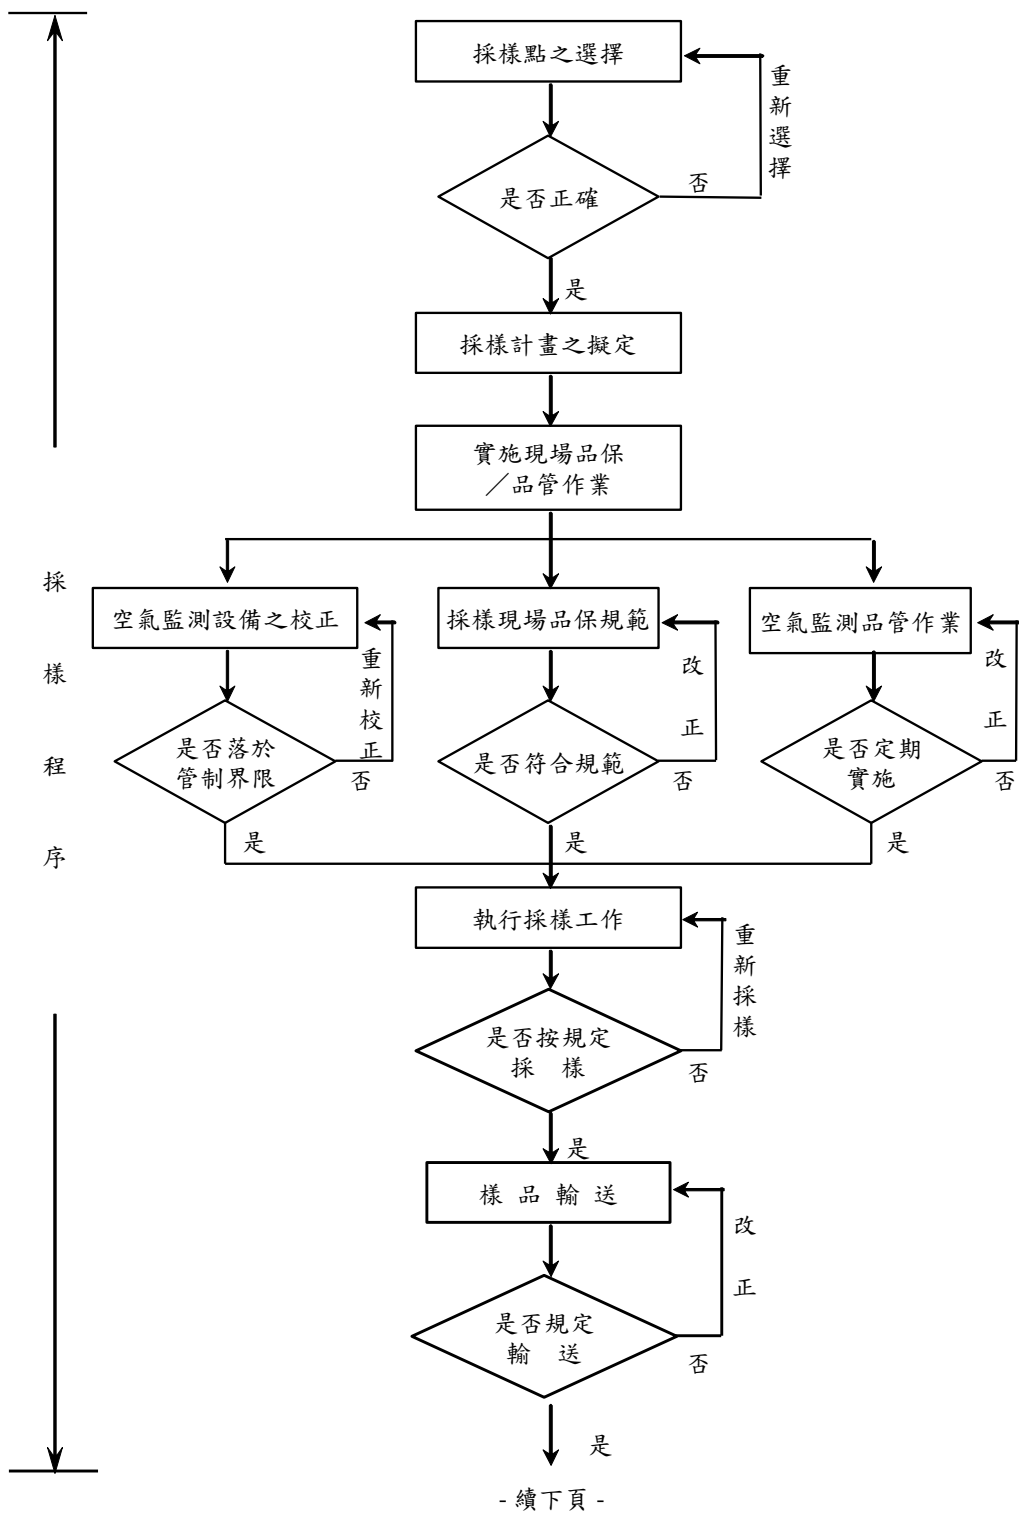 採樣點之選擇
重新選擇
是否正確
否
是
採樣計畫之擬定
實施現場品保
／品管作業
採樣程序
空氣監測設備之校正
重新校正
是否落於
管制界限
否
是
採樣現場品保規範
改正
是否符合規範
否
是
空氣監測品管作業
改正
是否定期
實施
否
是
執行採樣工作
重新採樣
是否按規定
採　樣
否
是
樣 品 輸 送
改正
是否規定
輸　送
否
是
- 續下頁 -